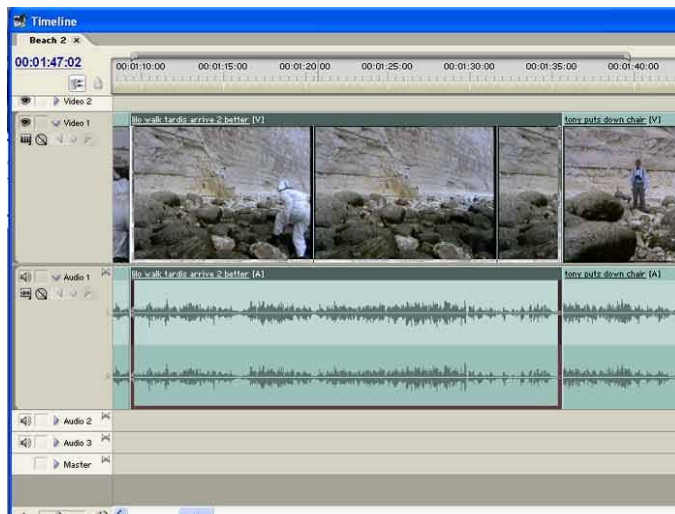 Timeline
Beach 2 ×
00:01:47:02
00:01:10:00 00:01:15:00 00:01:20:00 00:01:25:00 00:01:30:00 00:01:35:00 00:01:40:00
Video 2
Video 1
lilo walk tardis arrive 2 better [V] tony puts down chair [V]
Audio 1
lilo walk tardis arrive 2 better [A] tony puts down chair [A]
L
R
Audio 2
Audio 3
Master